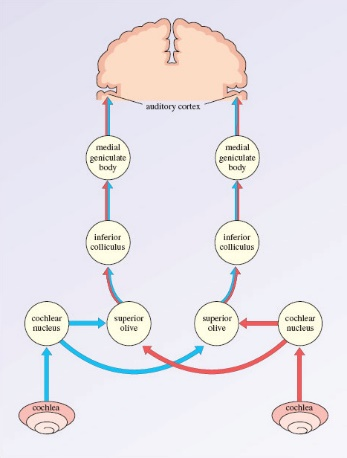 auditory cortex
medial
geniculate
body
medial
geniculate
body
inferior
colliculus
inferior
colliculus
cochlear
nucleus
superior
olive
superior
olive
cochlear
nucleus
cochlea
cochlea